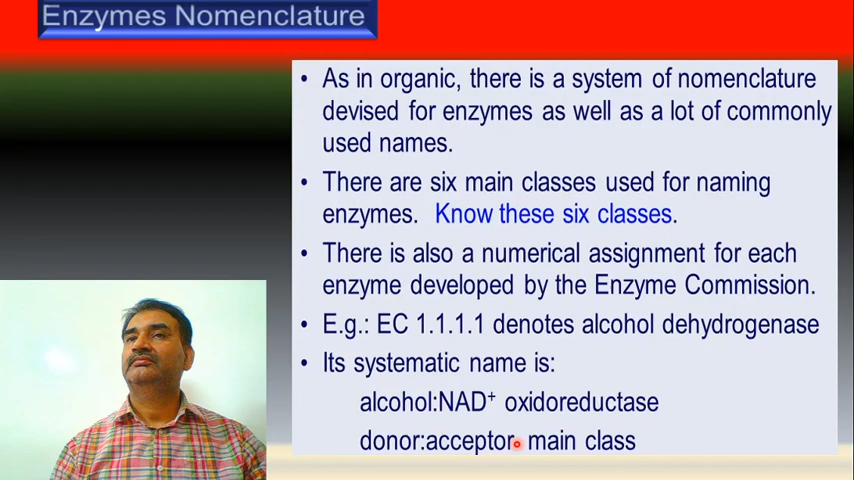 Enzymes Nomenclature
• As in organic, there is a system of nomenclature
devised for enzymes as well as a lot of commonly
used names.
• There are six main classes used for naming
enzymes. Know these six classes.
• There is also a numerical assignment for each
enzyme developed by the Enzyme Commission.
• E.g.: EC 1.1.1.1 denotes alcohol dehydrogenase
• Its systematic name is:
alcohol:NAD⁺ oxidoreductase
donor:acceptor main class